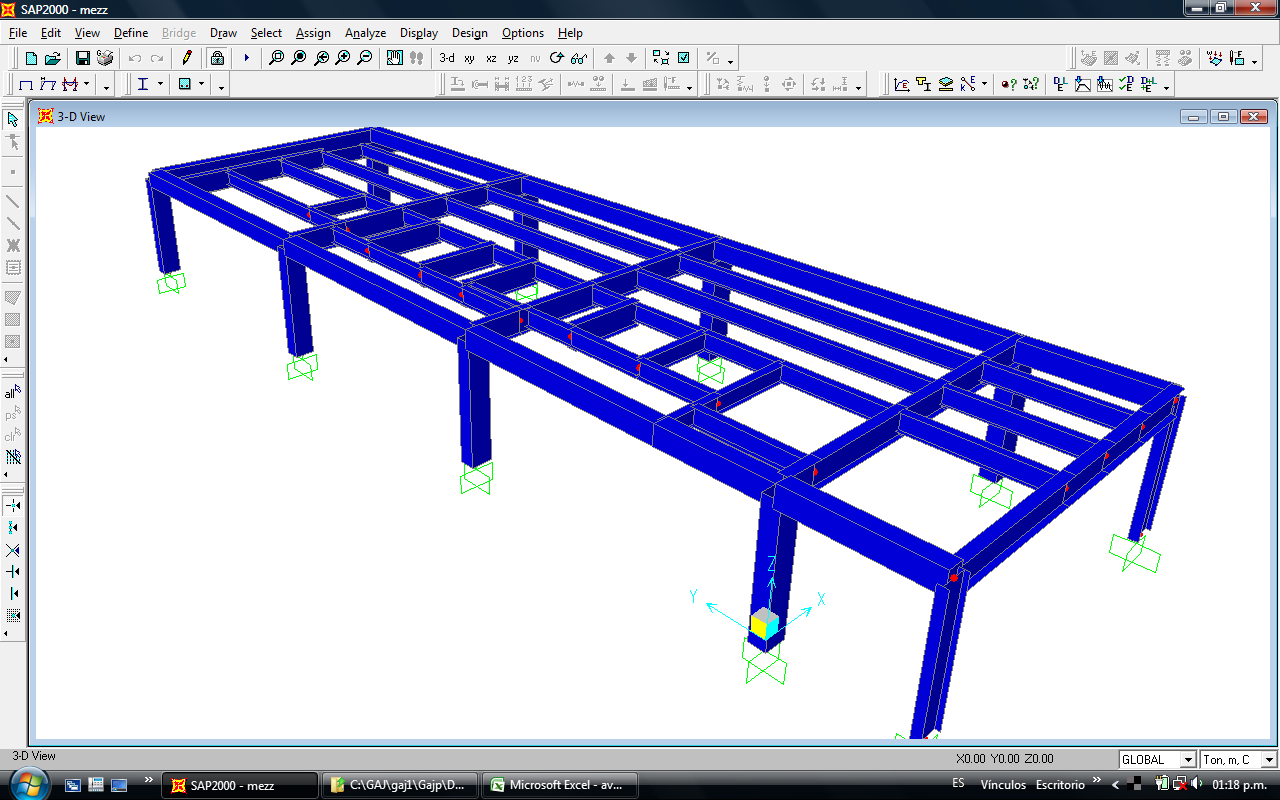 SAP2000 - mezz
File Edit View Define Bridge Draw Select Assign Analyze Display Design Options Help
3-d xy xz yz nv
3-D View
all
ps
clr
Z
Y X
3-D View X0.00 Y0.00 Z0.00 GLOBAL Ton, m, C
SAP2000 - mezz C:\GAJ\gaj1\Gajp\D... Microsoft Excel - av... ES Vínculos Escritorio 01:18 p.m.